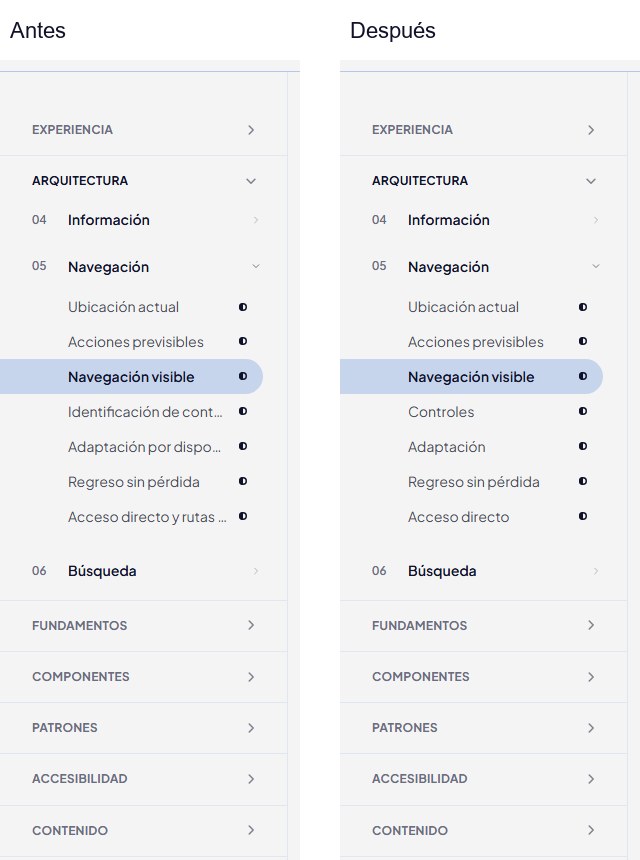 Antes
EXPERIENCIA
ARQUITECTURA
04 Información
05 Navegación
Ubicación actual
Acciones previsibles
Navegación visible
Identificación de cont...
Adaptación por dispo...
Regreso sin pérdida
Acceso directo y rutas ...
06 Búsqueda
FUNDAMENTOS
COMPONENTES
PATRONES
ACCESIBILIDAD
CONTENIDO
Después
EXPERIENCIA
ARQUITECTURA
04 Información
05 Navegación
Ubicación actual
Acciones previsibles
Navegación visible
Controles
Adaptación
Regreso sin pérdida
Acceso directo
06 Búsqueda
FUNDAMENTOS
COMPONENTES
PATRONES
ACCESIBILIDAD
CONTENIDO